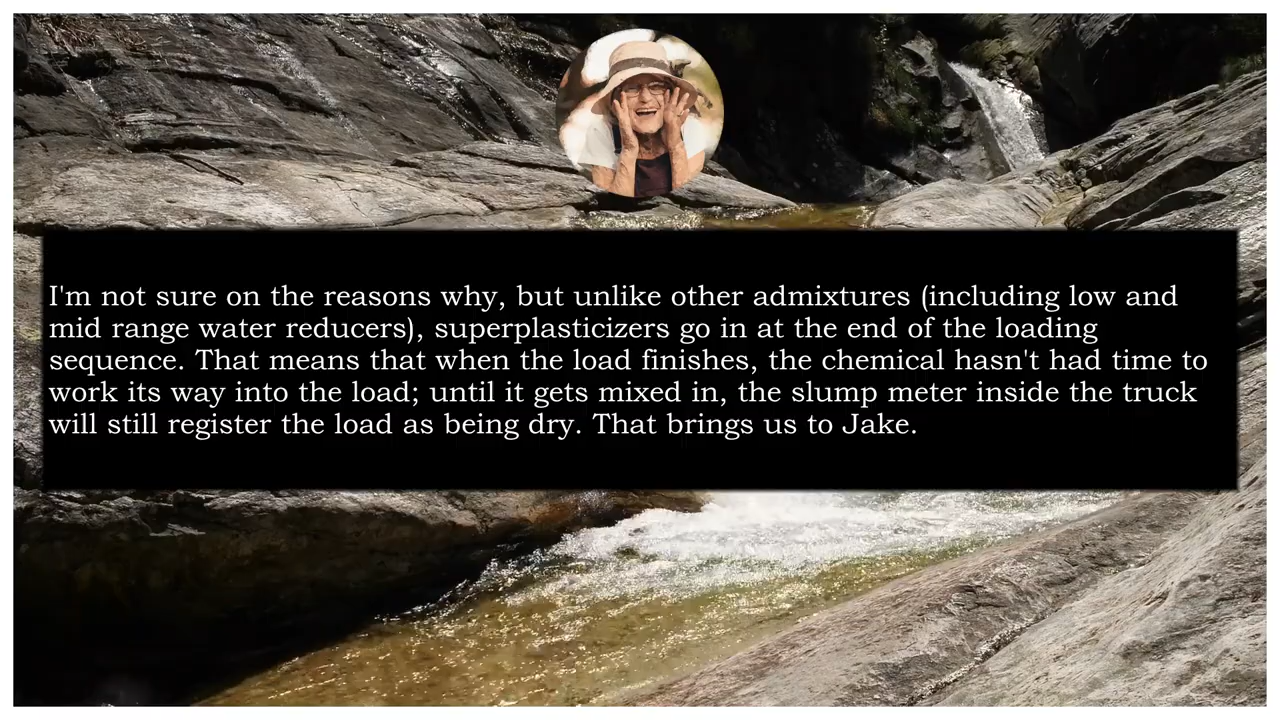 I'm not sure on the reasons why, but unlike other admixtures (including low and
mid range water reducers), superplasticizers go in at the end of the loading
sequence. That means that when the load finishes, the chemical hasn't had time to
work its way into the load; until it gets mixed in, the slump meter inside the truck
will still register the load as being dry. That brings us to Jake.